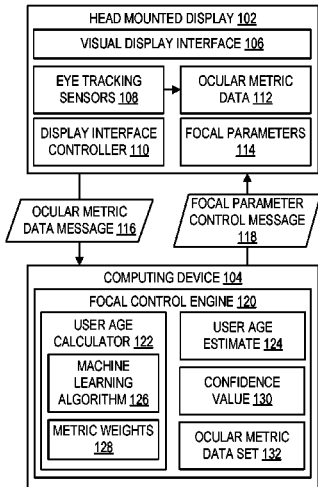 HEAD MOUNTED DISPLAY 102
VISUAL DISPLAY INTERFACE 106
EYE TRACKING
SENSORS 108
OCULAR METRIC
DATA 112
DISPLAY INTERFACE
CONTROLLER 110
FOCAL PARAMETERS
114
OCULAR METRIC
DATA MESSAGE 116
FOCAL PARAMETER
CONTROL MESSAGE
118
COMPUTING DEVICE 104
FOCAL CONTROL ENGINE 120
USER AGE
CALCULATOR 122
MACHINE
LEARNING
ALGORITHM 126
METRIC WEIGHTS
128
USER AGE
ESTIMATE 124
CONFIDENCE
VALUE 130
OCULAR METRIC
DATA SET 132